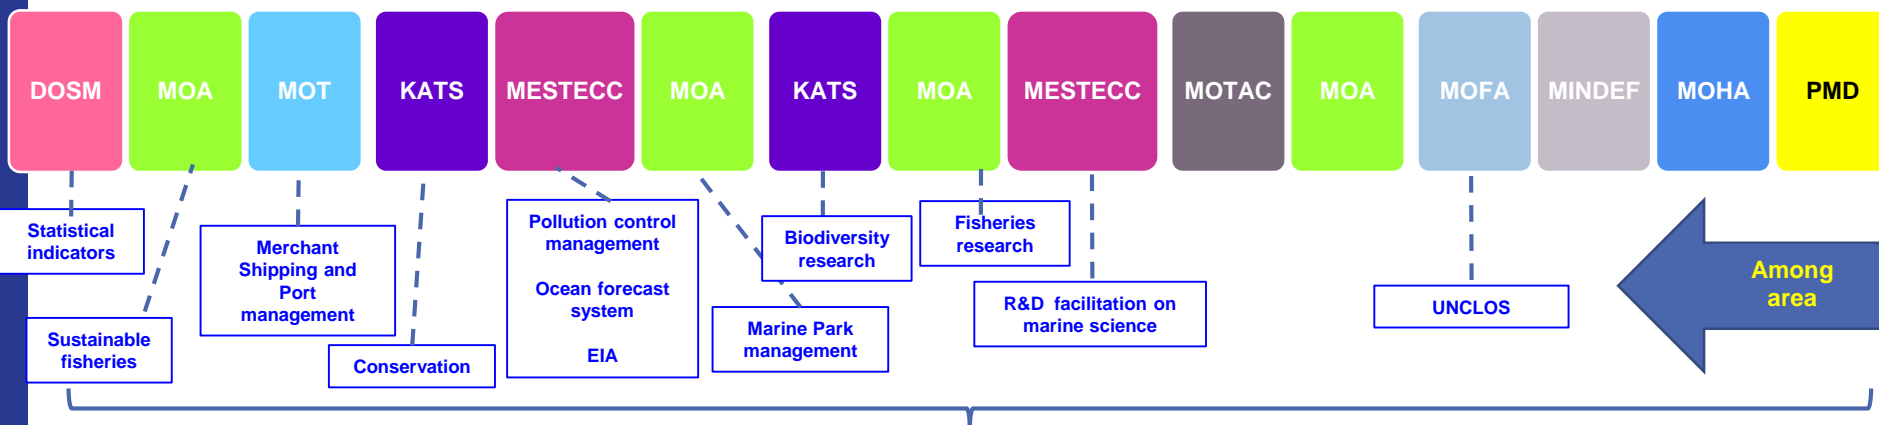 DOSM
MOA
MOT
KATS
MESTECC
MOA
KATS
MOA
MESTECC
MOTAC
MOA
MOFA
MINDEF
MOHA
PMD
Statistical
indicators
Sustainable
fisheries
Merchant
Shipping and
Port
management
Conservation
Pollution control
management
Ocean forecast
system
EIA
Marine Park
management
Biodiversity
research
Fisheries
research
R&D facilitation on
marine science
UNCLOS
Among
area